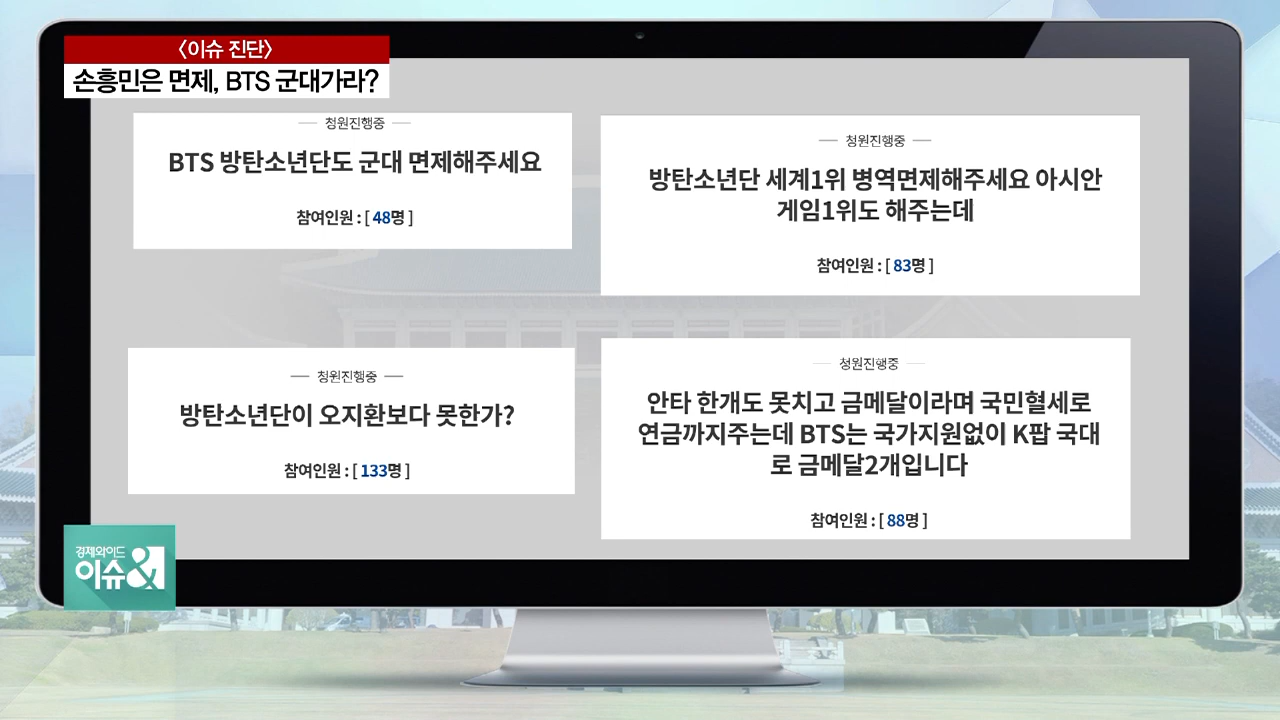 〈이슈 진단〉
손흥민은 면제, BTS 군대가라?
청원진행중
BTS 방탄소년단도 군대 면제해주세요
참여인원 : [ 48명 ]
청원진행중
방탄소년단 세계1위 병역면제해주세요 아시안
게임1위도 해주는데
참여인원 : [ 83명 ]
청원진행중
방탄소년단이 오지환보다 못한가?
참여인원 : [ 133명 ]
청원진행중
안타 한개도 못치고 금메달이라며 국민혈세로
연금까지주는데 BTS는 국가지원없이 K팝 국대
로 금메달2개입니다
참여인원 : [ 88명 ]
경제와이드
이슈&